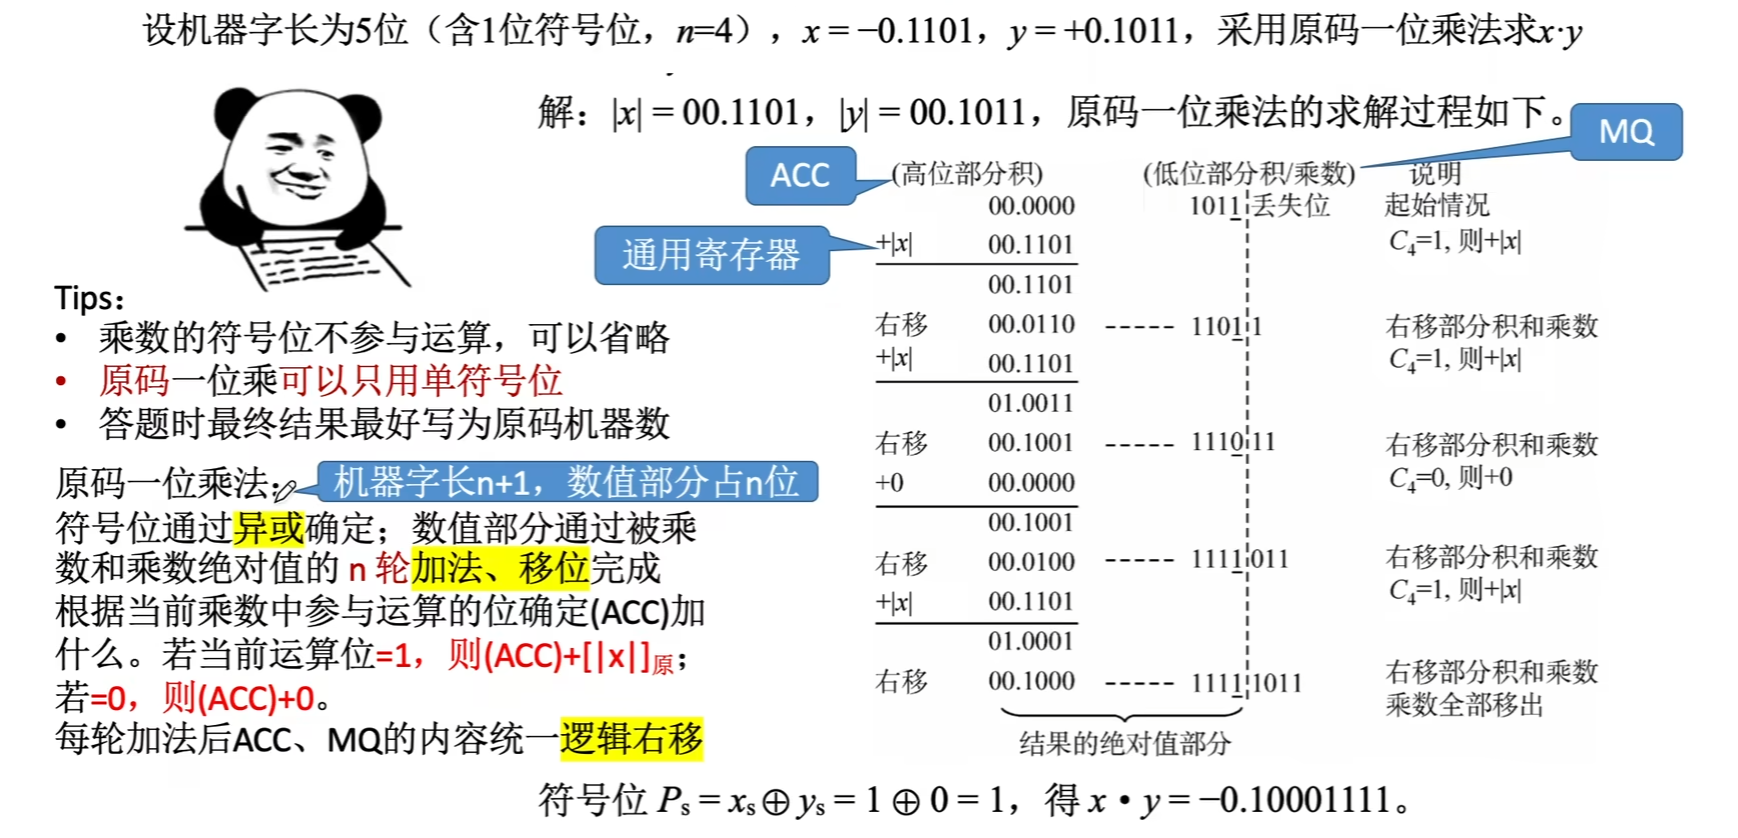 设机器字长为5位（含1位符号位，n=4），x = −0.1101，y = +0.1011，采用原码一位乘法求x·y
解：|x| = 00.1101，|y| = 00.1011，原码一位乘法的求解过程如下。
MQ
ACC
(高位部分积) (低位部分积/乘数) 说明
00.0000 1011 丢失位 起始情况
通用寄存器
+|x| 00.1101 C₄=1, 则+|x|
00.1101
右移 00.0110 ----- 1101 1 右移部分积和乘数
+|x| 00.1101 C₄=1, 则+|x|
01.0011
右移 00.1001 ----- 1110 11 右移部分积和乘数
+0 00.0000 C₄=0, 则+0
00.1001
右移 00.0100 ----- 1111 011 右移部分积和乘数
+|x| 00.1101 C₄=1, 则+|x|
01.0001
右移 00.1000 ----- 1111 1011 右移部分积和乘数
乘数全部移出
结果的绝对值部分
Tips：
• 乘数的符号位不参与运算，可以省略
• 原码一位乘可以只用单符号位
• 答题时最终结果最好写为原码机器数
原码一位乘法：
机器字长n+1，数值部分占n位
符号位通过异或确定；数值部分通过被乘
数和乘数绝对值的 n 轮加法、移位完成
根据当前乘数中参与运算的位确定(ACC)加
什么。若当前运算位=1，则(ACC)+[|x|]原；
若=0，则(ACC)+0。
每轮加法后ACC、MQ的内容统一逻辑右移
符号位 Pₛ = xₛ⊕yₛ = 1 ⊕ 0 = 1，得 x • y = −0.10001111。